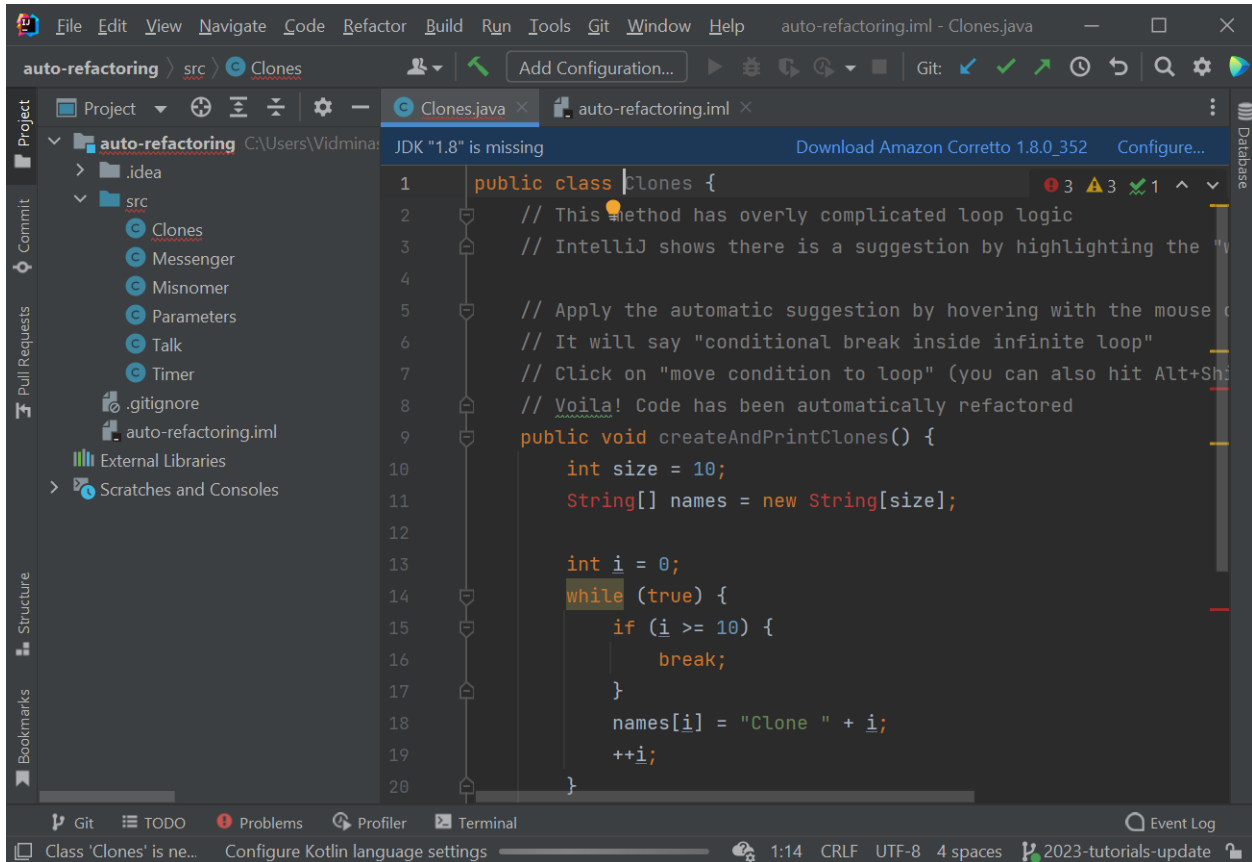 File Edit View Navigate Code Refactor Build Run Tools Git Window Help auto-refactoring.iml - Clones.java
auto-refactoring src Clones Add Configuration... Git:
Project
Commit
Pull Requests
Structure
Bookmarks
Project
auto-refactoring C:\Users\Vidminas
.idea
src
Clones
Messenger
Misnomer
Parameters
Talk
Timer
.gitignore
auto-refactoring.iml
External Libraries
Scratches and Consoles
Clones.java auto-refactoring.iml
JDK "1.8" is missing Download Amazon Corretto 1.8.0_352 Configure...
3 3 1
1 public class Clones {
2 // This method has overly complicated loop logic
3 // IntelliJ shows there is a suggestion by highlighting the "w
4
5 // Apply the automatic suggestion by hovering with the mouse
6 // It will say "conditional break inside infinite loop"
7 // Click on "move condition to loop" (you can also hit Alt+Shi
8 // Voila! Code has been automatically refactored
9 public void createAndPrintClones() {
10 int size = 10;
11 String[] names = new String[size];
12
13 int i = 0;
14 while (true) {
15 if (i >= 10) {
16 break;
17 }
18 names[i] = "Clone " + i;
19 ++i;
20 }
Database
Git TODO Problems Profiler Terminal Event Log
Class 'Clones' is ne... Configure Kotlin language settings 1:14 CRLF UTF-8 4 spaces 2023-tutorials-update